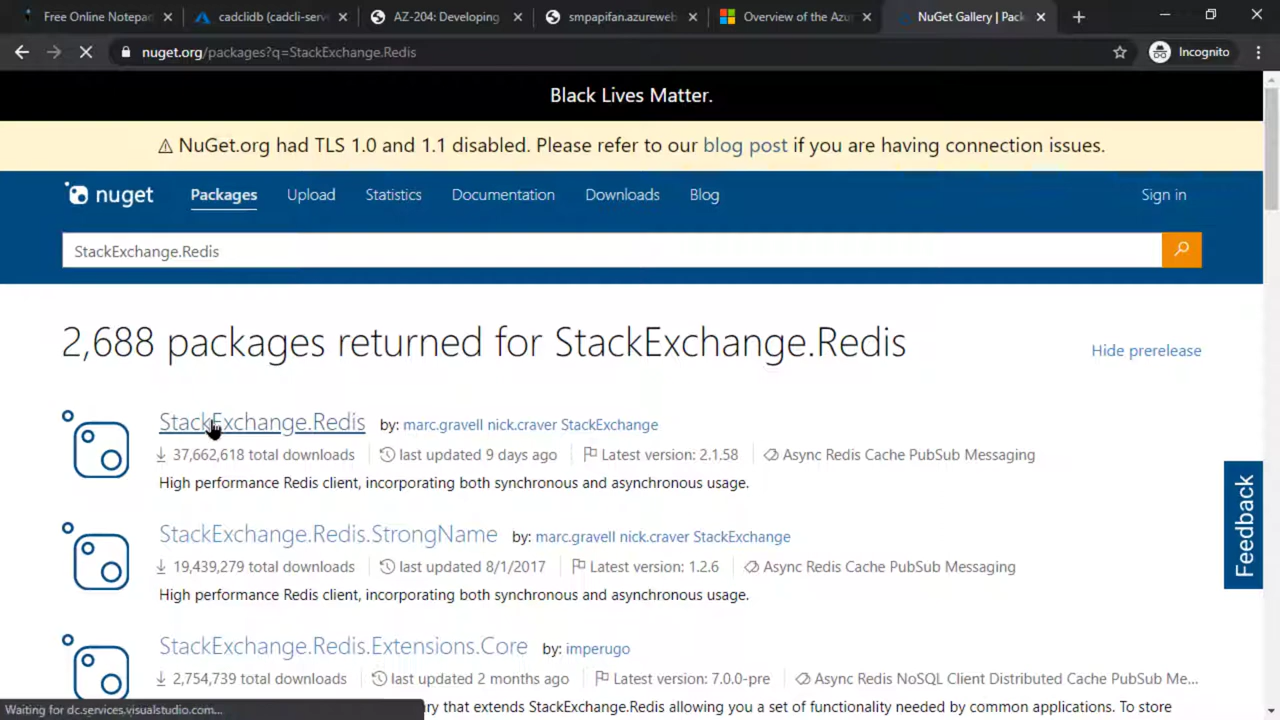 Free Online Notepa
cadclidb (cadcli-serv
AZ-204: Developing
smpapifan.azureweb
Overview of the Azu
NuGet Gallery | Pack
nuget.org/packages?q=StackExchange.Redis
Incognito
Black Lives Matter.
⚠ NuGet.org had TLS 1.0 and 1.1 disabled. Please refer to our blog post if you are having connection issues.
nuget Packages Upload Statistics Documentation Downloads Blog Sign in
StackExchange.Redis
2,688 packages returned for StackExchange.Redis
Hide prerelease
StackExchange.Redis by: marc.gravell nick.craver StackExchange
37,662,618 total downloads last updated 9 days ago Latest version: 2.1.58 Async Redis Cache PubSub Messaging
High performance Redis client, incorporating both synchronous and asynchronous usage.
StackExchange.Redis.StrongName by: marc.gravell nick.craver StackExchange
19,439,279 total downloads last updated 8/1/2017 Latest version: 1.2.6 Async Redis Cache PubSub Messaging
High performance Redis client, incorporating both synchronous and asynchronous usage.
Feedback
StackExchange.Redis.Extensions.Core by: imperugo
2,754,739 total downloads last updated 2 months ago Latest version: 7.0.0-pre Async Redis NoSQL Client Distributed Cache PubSub Me...
ry that extends StackExchange.Redis allowing you a set of functionality needed by common applications. To store
Waiting for dc.services.visualstudio.com...